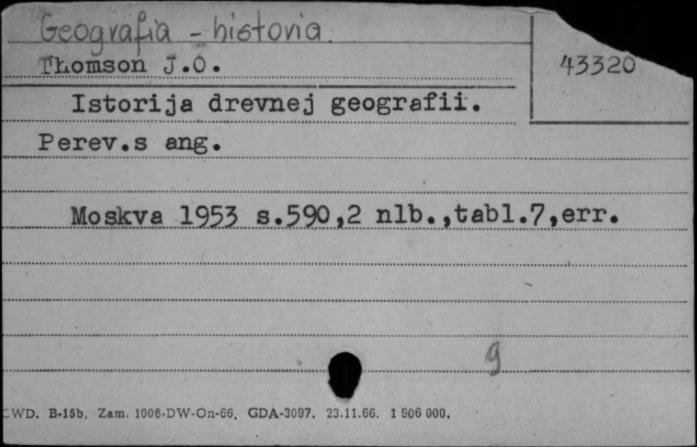 Geografia - historia.
43320
Thomson J.O.
Istorija drevnej geografii.
Perev.s ang.
Moskva 1953 s.590,2 nlb.,tabl.7,err.
g
WD. B-15b. Zam. 1008-DW-On-66. GDA-3097. 23.11.66. 1 906 000.